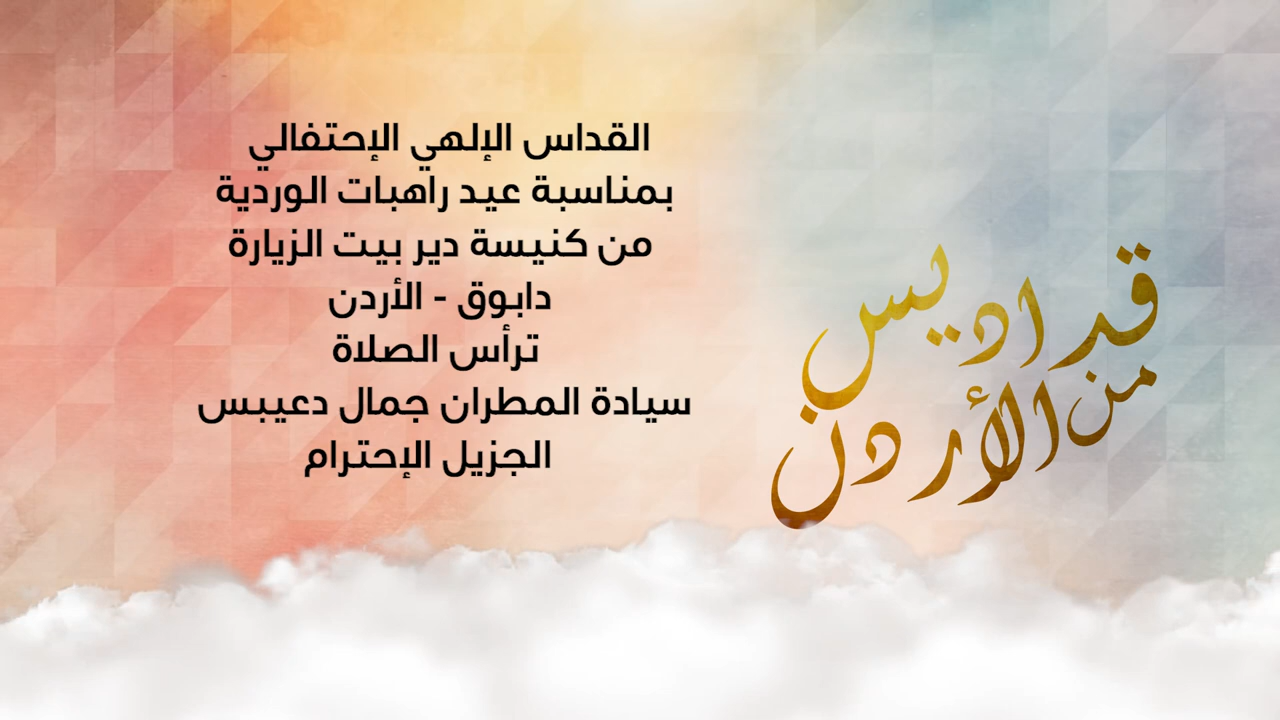 القداس الإلهي الإحتفالي
بمناسبة عيد راهبات الوردية
من كنيسة دير بيت الزيارة
دابوق - الأردن
ترأس الصلاة
سيادة المطران جمال دعيبس
الجزيل الإحترام
قداديس
من الأردن